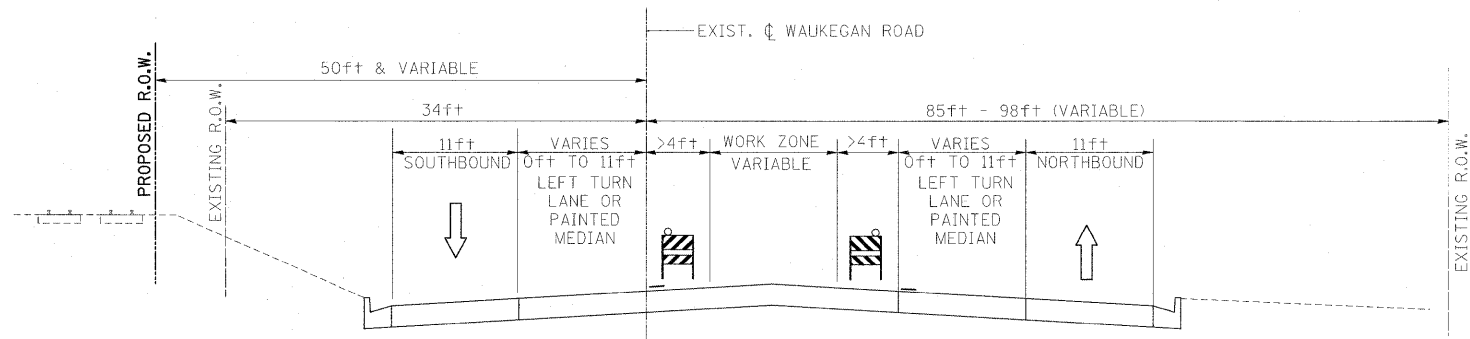 EXIST. ℄ WAUKEGAN ROAD
50ft & VARIABLE
PROPOSED R.O.W.
EXISTING R.O.W.
34ft
85ft - 98ft (VARIABLE)
11ft
SOUTHBOUND
VARIES
0ft TO 11ft
LEFT TURN
LANE OR
PAINTED
MEDIAN
>4ft
WORK ZONE
VARIABLE
>4ft
VARIES
0ft TO 11ft
LEFT TURN
LANE OR
PAINTED
MEDIAN
11ft
NORTHBOUND
EXISTING R.O.W.